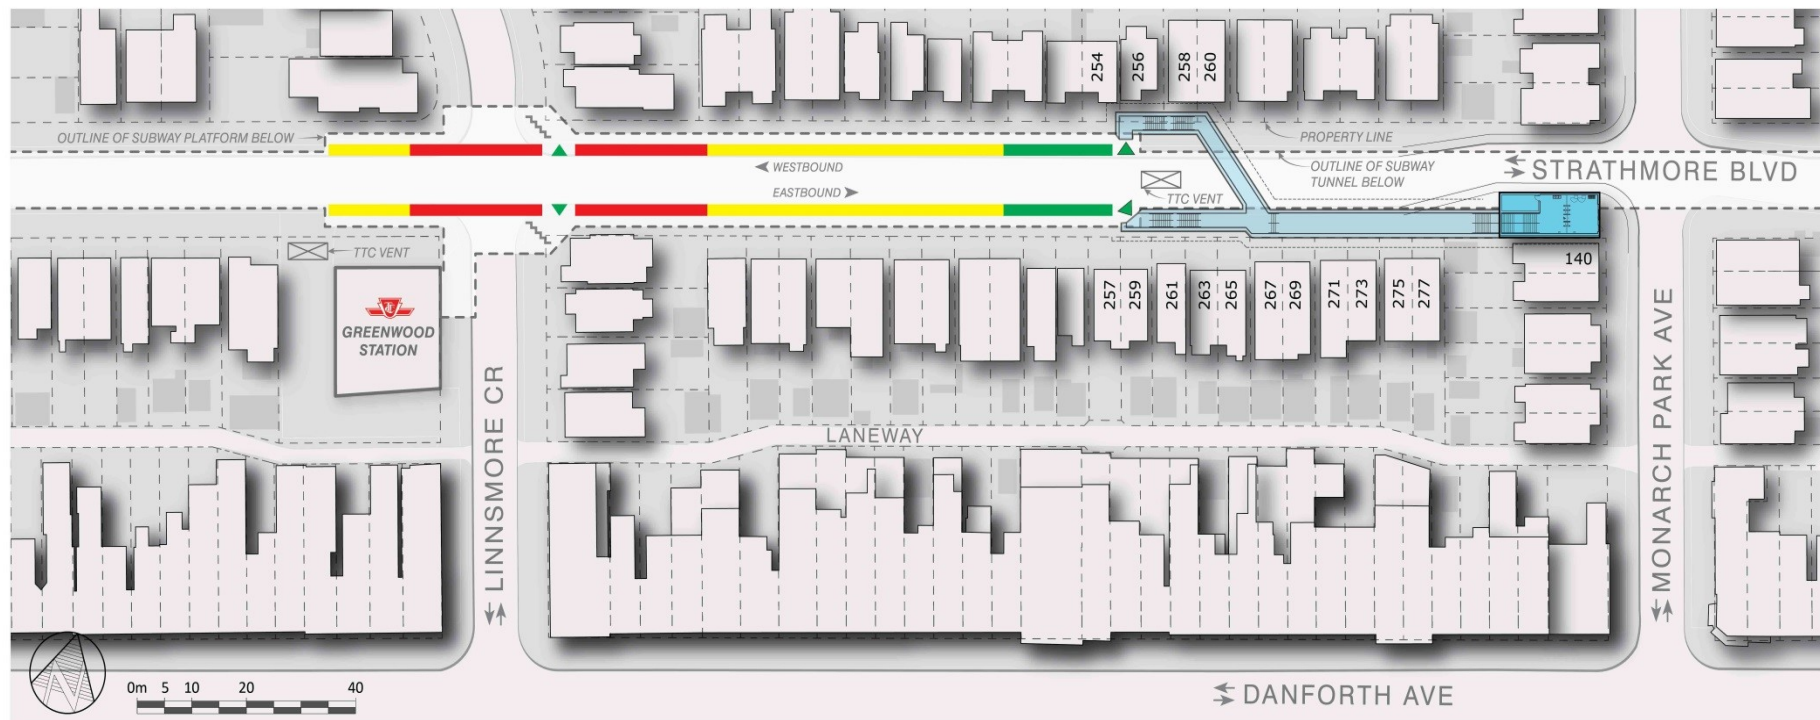 254
256
258
260
OUTLINE OF SUBWAY PLATFORM BELOW
PROPERTY LINE
WESTBOUND
OUTLINE OF SUBWAY
TUNNEL BELOW
STRATHMORE BLVD
EASTBOUND
TTC VENT
TTC VENT
140
257
259
261
263
265
267
269
271
273
275
277
GREENWOOD
STATION
LINNSMORE CR
MONARCH PARK AVE
LANEWAY
N
0m 5 10 20 40
DANFORTH AVE